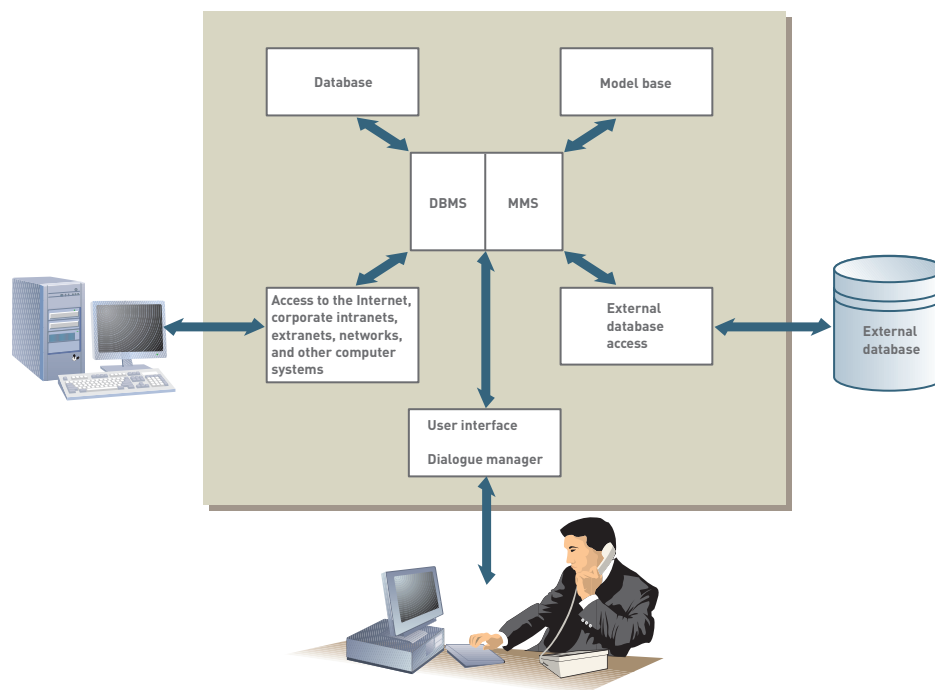 Database
Model base
DBMS
MMS
Access to the Internet,
corporate intranets,
extranets, networks,
and other computer
systems
External
database
access
External
database
User interface
Dialogue manager